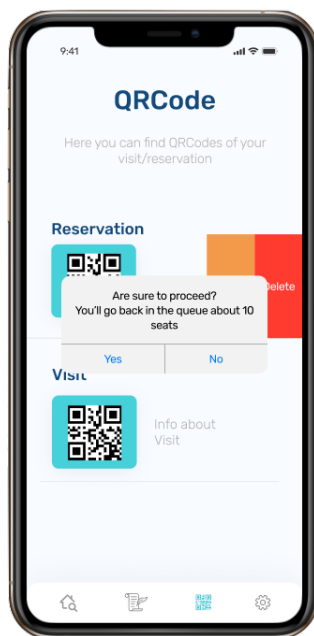 9:41
QRCode
Here you can find QRCodes of your
visit/reservation
Reservation
Delete
Are sure to proceed?
You'll go back in the queue about 10
seats
Yes
No
Visit
Info about
Visit